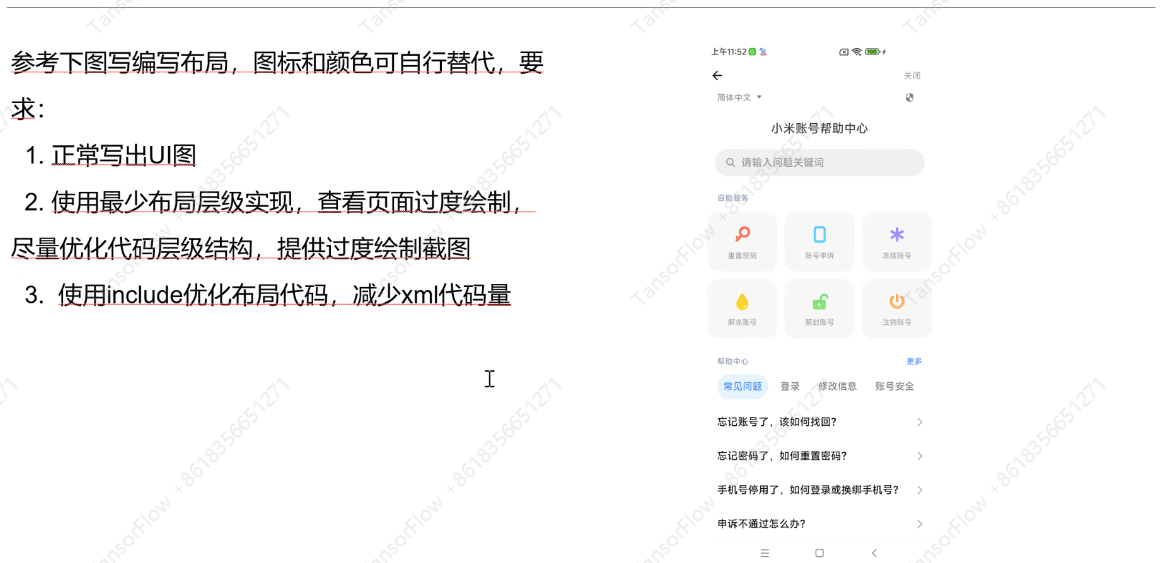 参考下图写编写布局，图标和颜色可自行替代，要
求：
1. 正常写出UI图
2. 使用最少布局层级实现，查看页面过度绘制，
尽量优化代码层级结构，提供过度绘制截图
3. 使用include优化布局代码，减少xml代码量
上午11:52
100
关闭
简体中文
小米账号帮助中心
请输入问题关键词
自助服务
重置密码 账号申诉 冻结账号
解冻账号 解封账号 注销账号
帮助中心 更多
常见问题 登录 修改信息 账号安全
忘记账号了，该如何找回？
忘记密码了，如何重置密码？
手机号停用了，如何登录或换绑手机号？
申诉不通过怎么办？
TansorFlow +8618356651271